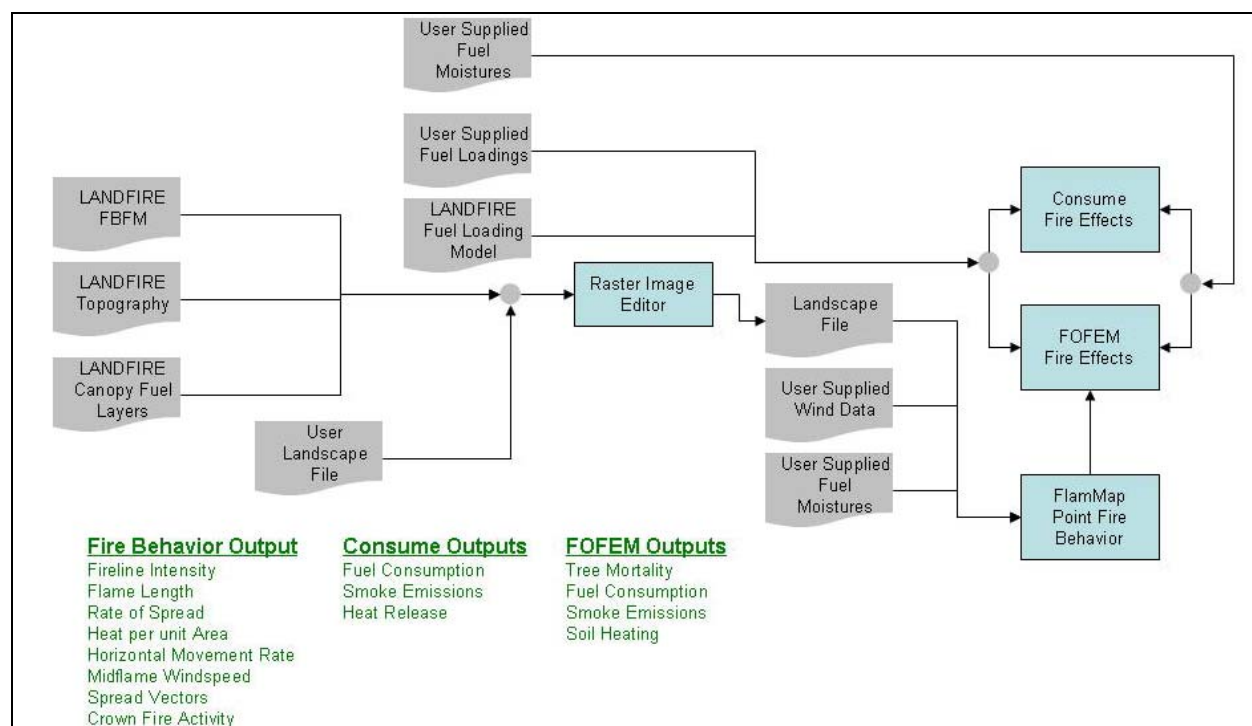 User Supplied
Fuel
Moistures
User Supplied
Fuel Loadings
LANDFIRE
FBFM
LANDFIRE
Fuel Loading
Model
Consume
Fire Effects
LANDFIRE
Topography
Raster Image
Editor
Landscape
File
FOFEM
Fire Effects
LANDFIRE
Canopy Fuel
Layers
User Supplied
Wind Data
User
Landscape
File
User Supplied
Fuel
Moistures
FlamMap
Point Fire
Behavior
Fire Behavior Output
Fireline Intensity
Flame Length
Rate of Spread
Heat per unit Area
Horizontal Movement Rate
Midflame Windspeed
Spread Vectors
Crown Fire Activity
Consume Outputs
Fuel Consumption
Smoke Emissions
Heat Release
FOFEM Outputs
Tree Mortality
Fuel Consumption
Smoke Emissions
Soil Heating